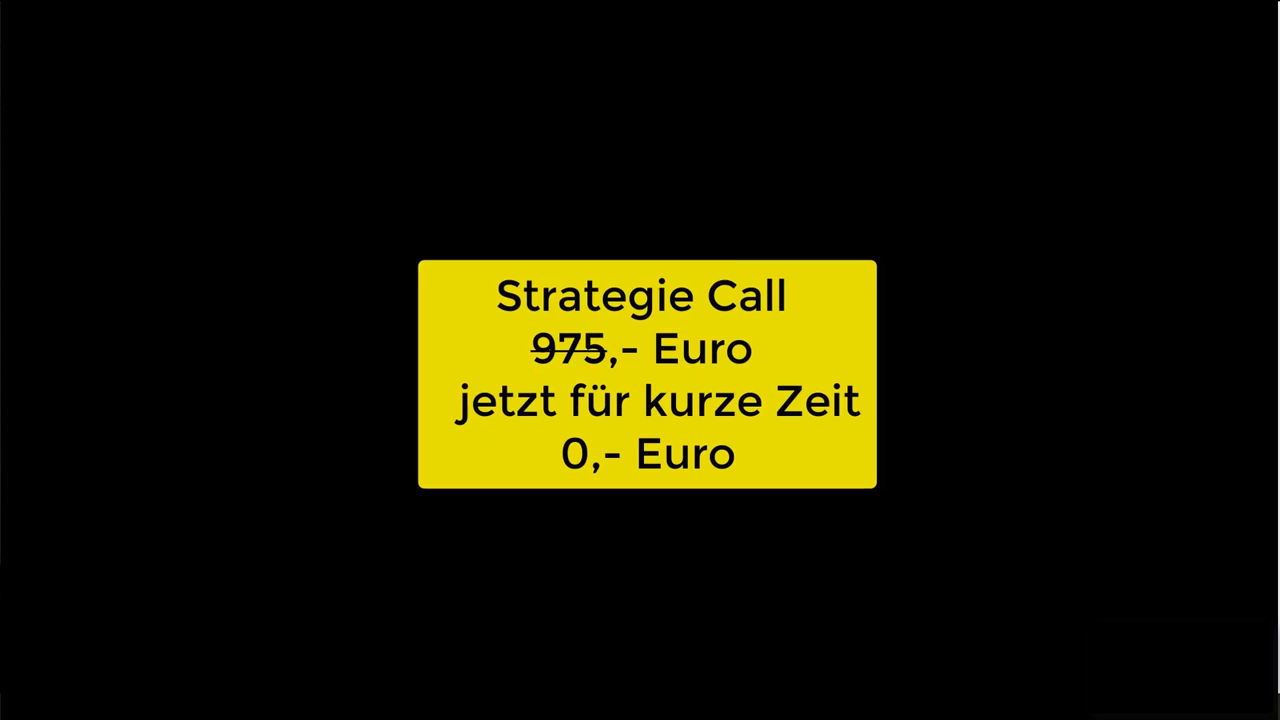 Strategie Call
975,- Euro
jetzt für kurze Zeit
0,- Euro